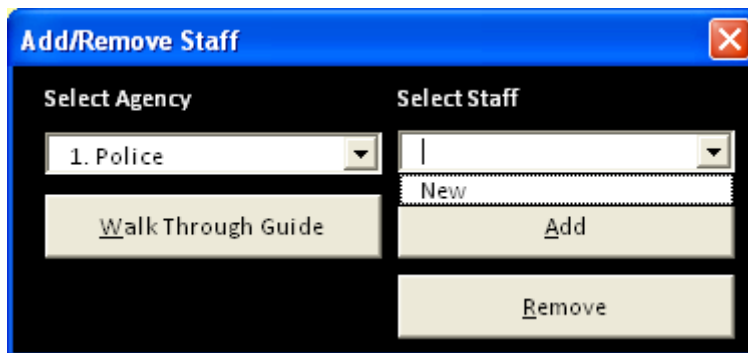 Add/Remove Staff
Select Agency
Select Staff
1. Police
New
Walk Through Guide
Add
Remove